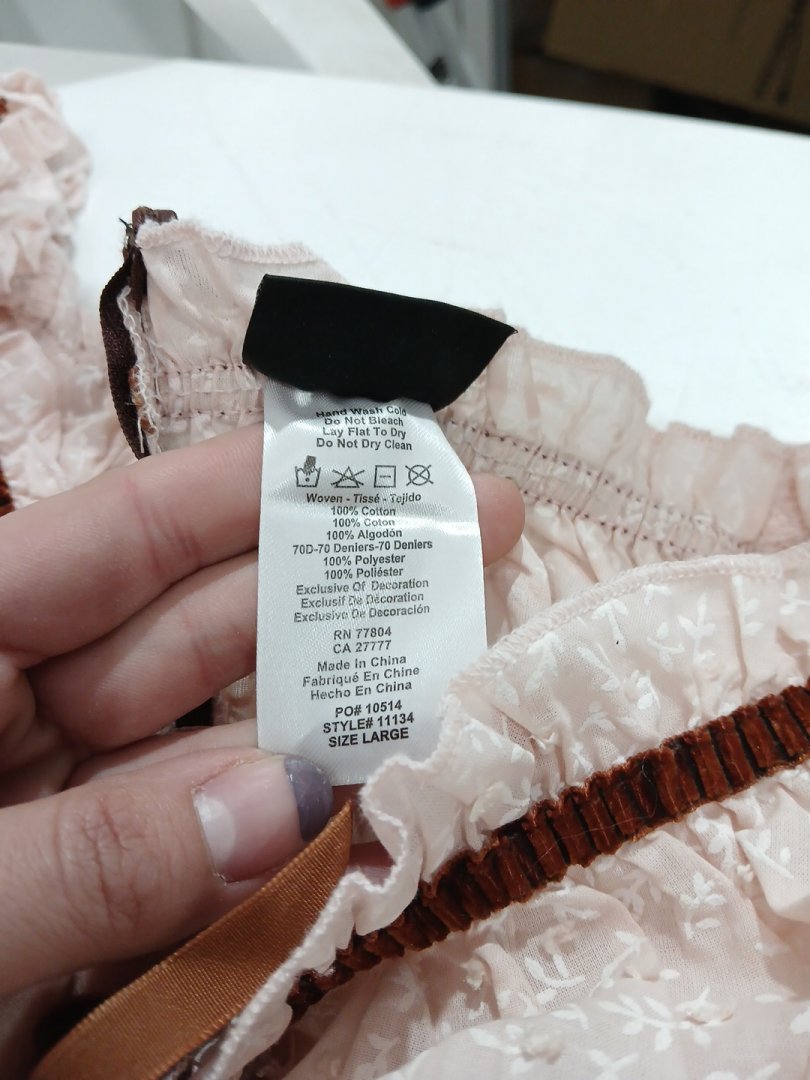 Hand Wash Cold
Do Not Bleach
Lay Flat To Dry
Do Not Dry Clean
Woven - Tissé - Tejido
100% Cotton
100% Coton
100% Algodón
70D-70 Deniers-70 Deniers
100% Polyester
100% Poliéster
Exclusive Of Decoration
Exclusif De Décoration
Exclusivo De Decoración
RN 77804
CA 27777
Made In China
Fabriqué En Chine
Hecho En China
PO# 10514
STYLE# 11134
SIZE LARGE